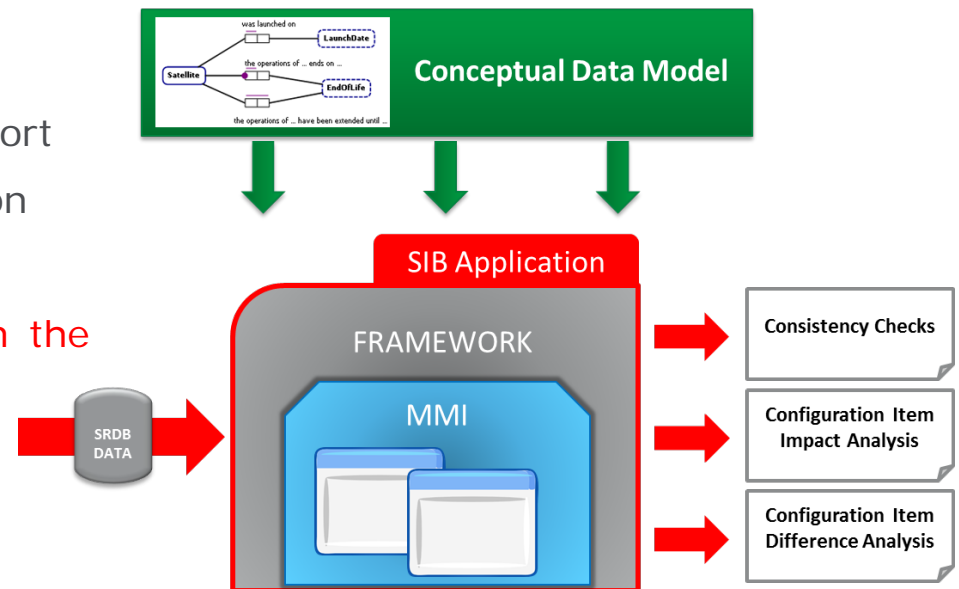 was launched on
LaunchDate
the operations of ... ends on ...
Satellite
EndOfLife
the operations of ... have been extended until ...
Conceptual Data Model
ort
on
n the
SIB Application
FRAMEWORK
MMI
SRDB
DATA
Consistency Checks
Configuration Item
Impact Analysis
Configuration Item
Difference Analysis